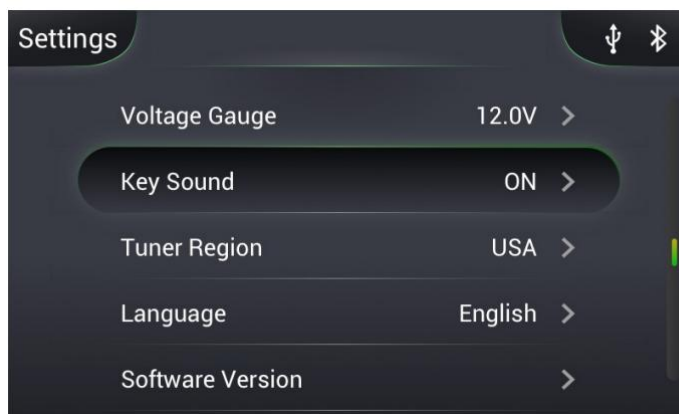 Settings
Voltage Gauge 12.0V
Key Sound ON
Tuner Region USA
Language English
Software Version